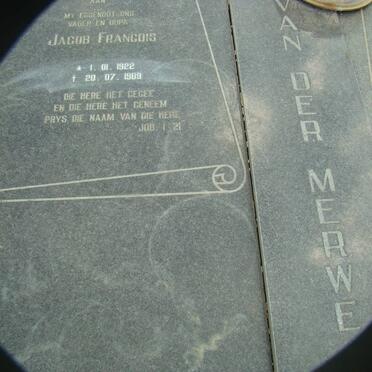 AAN
MY EGGENOOT, ONS
VADER EN OUPA
JACOB FRANCOIS
* 1. 01. 1922
† 20. 07. 1989
DIE HERE HET GEGEE
EN DIE HERE HET GENEEM
PRYS DIE NAAM VAN DIE HERE
JOB. 1:21
VAN DER MERWE